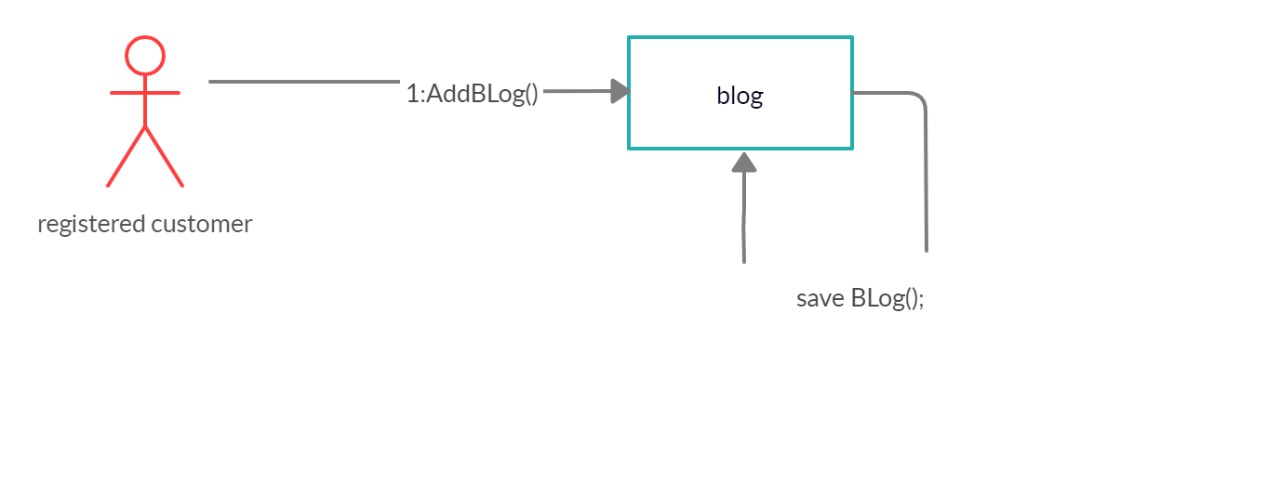 1:AddBLog()
blog
registered customer
save BLog();